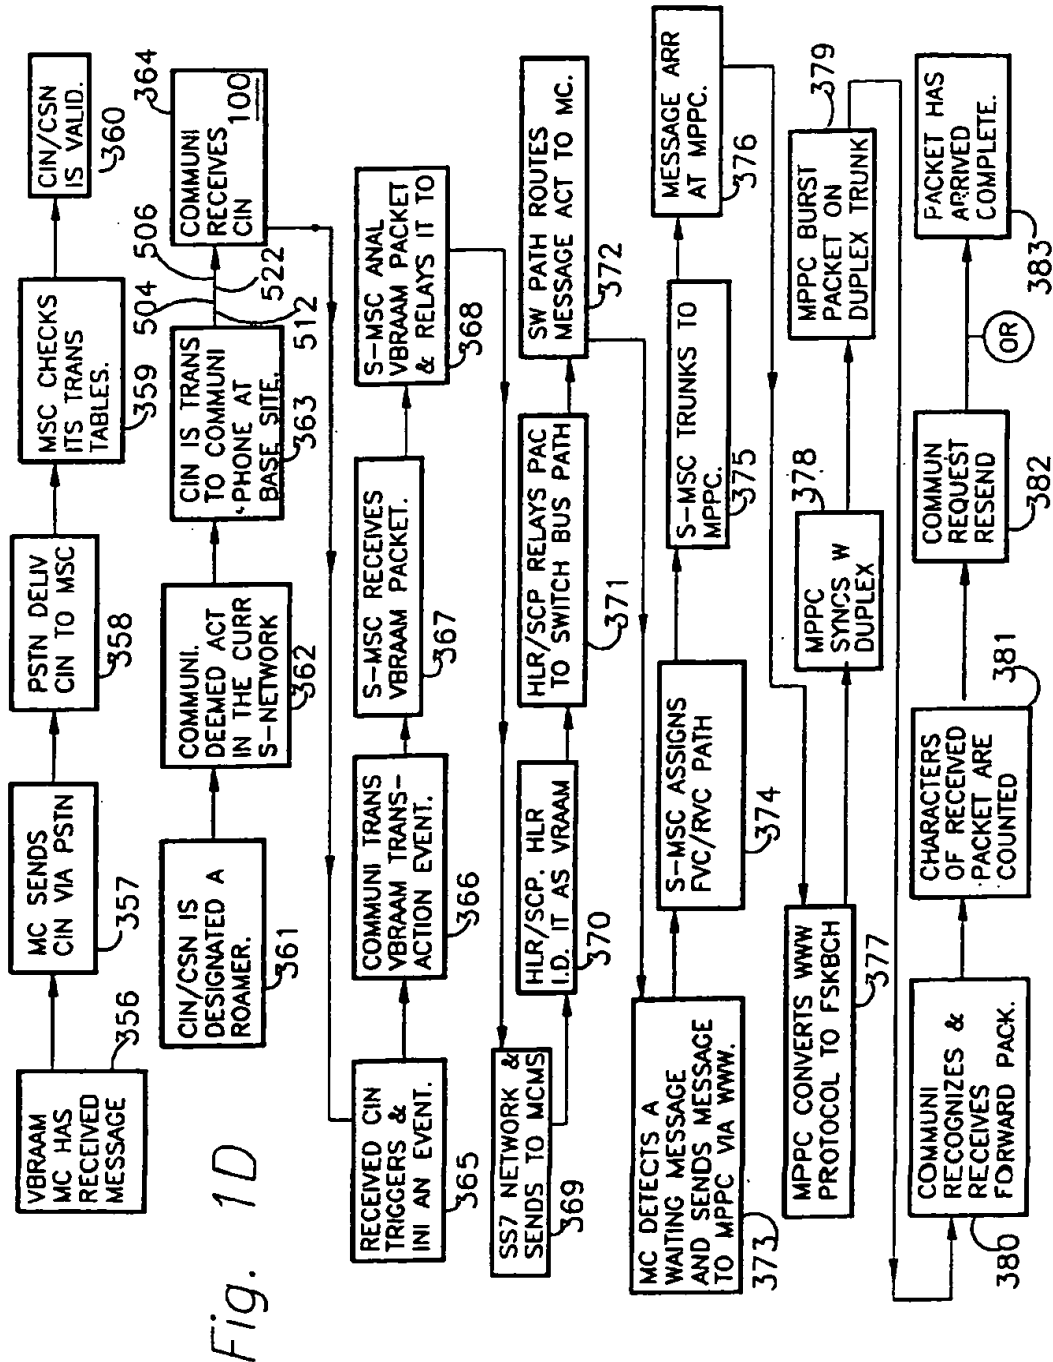 Fig. 1D
VBRAAM
MC HAS
RECEIVED
MESSAGE
356
MC SENDS
CIN VIA PSTN
357
PSTN DELIV
CIN TO MSC
358
MSC CHECKS
ITS TRANS
TABLES.
359
CIN/CSN
IS VALID.
360
CIN/CSN IS
DESIGNATED A
ROAMER.
361
COMMUNI.
DEEMED ACT
IN THE CURR
S-NETWORK
362
CIN IS TRANS
TO COMMUNI
PHONE AT
BASE SITE.
363
504
506
512
522
COMMUNI
RECEIVES
CIN
100
364
RECEIVED CIN
TRIGGERS &
INI AN EVENT.
365
COMMUNI TRANS
VBRAAM TRANS-
ACTION EVENT.
366
S-MSC RECEIVES
VBRAAM PACKET.
367
S-MSC ANAL
VBRAAM PACKET
& RELAYS IT TO
368
SS7 NETWORK &
SENDS TO MCMS
369
HLR/SCP. HLR
I.D. IT AS VRAM
370
HLR/SCP RELAYS PAC
TO SWITCH BUS PATH
371
SW PATH ROUTES
MESSAGE ACT TO MC.
372
MC DETECTS A
WAITING MESSAGE
AND SENDS MESSAGE
TO MPPC VIA WWW.
373
S-MSC ASSIGNS
FVC/RVC PATH
374
S-MSC TRUNKS TO
MPPC.
375
MESSAGE ARR
AT MPPC.
376
MPPC CONVERTS WWW
PROTOCOL TO FSKBCH
377
MPPC
SYNCS W
DUPLEX
378
MPPC BURST
PACKET ON
DUPLEX TRUNK
379
COMMUNI
RECOGNIZES &
RECEIVES
FORWARD PACK.
380
CHARACTERS
OF RECEIVED
PACKET ARE
COUNTED
381
COMMUN
REQUEST
RESEND
382
OR
PACKET HAS
ARRIVED
COMPLETE.
383